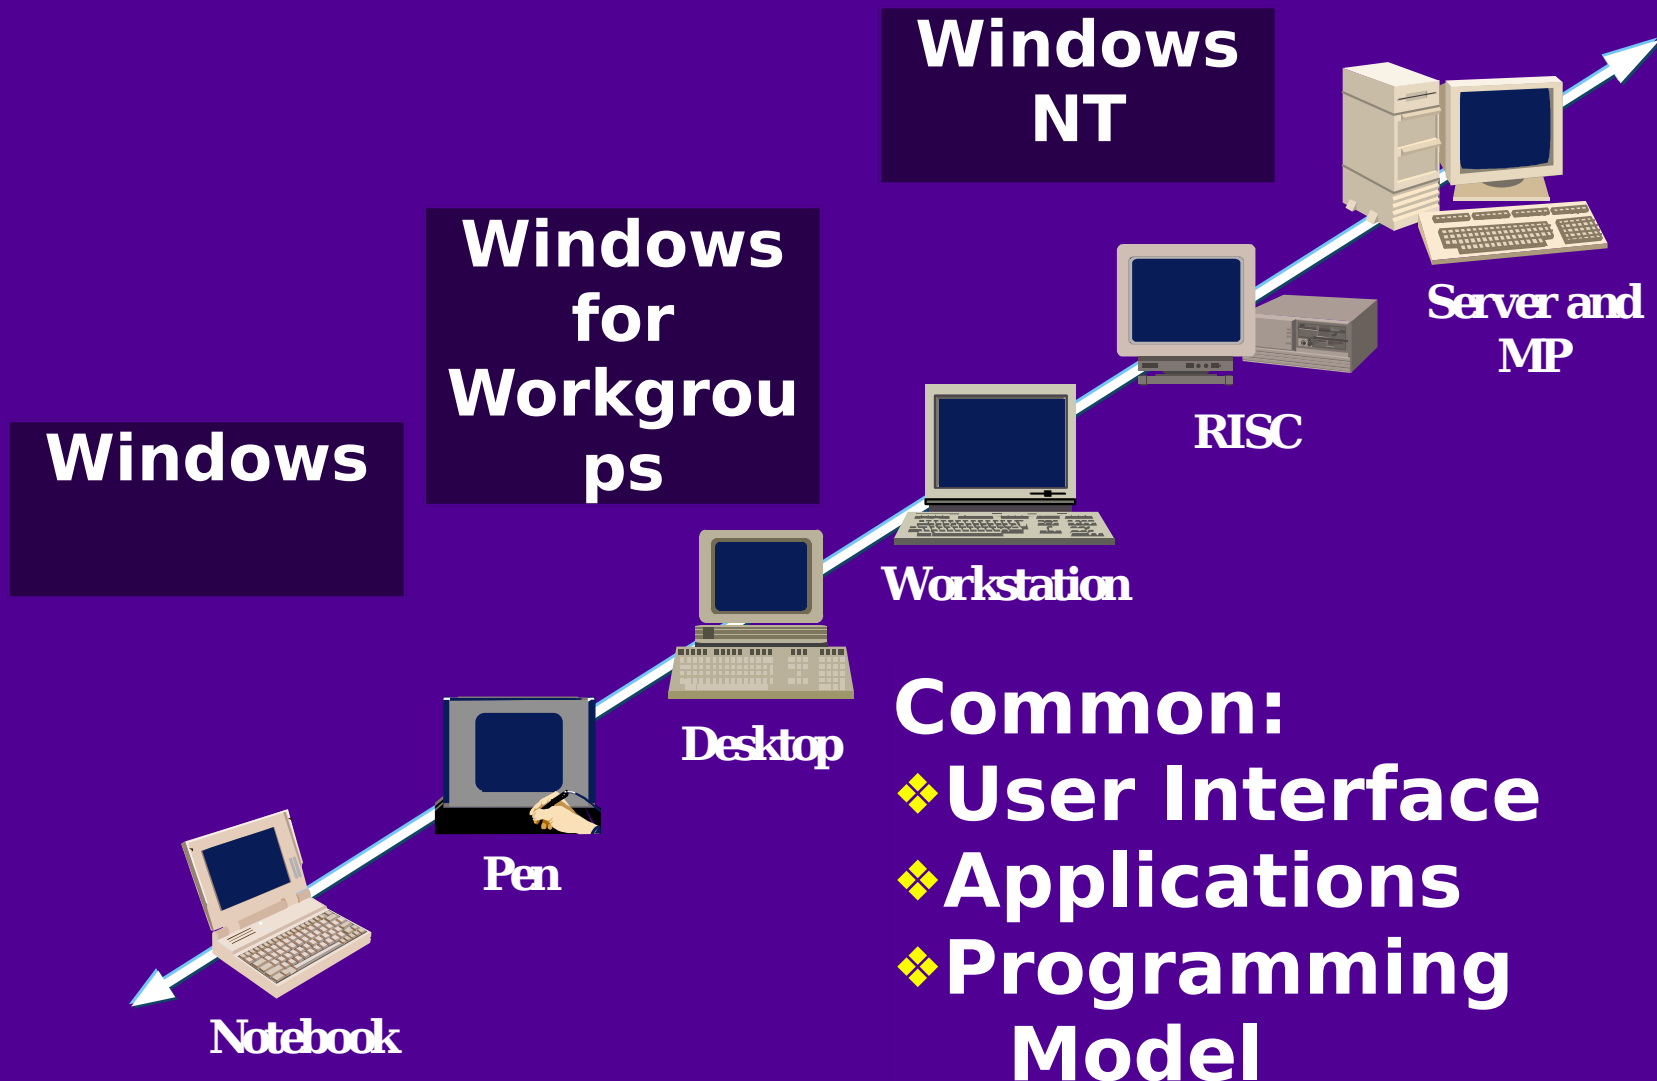 Windows
NT
Windows
for
Workgrou
ps
Windows
Server and
MP
RISC
Workstation
Desktop
Pen
Notebook
Common:
❖User Interface
❖Applications
❖Programming
Model